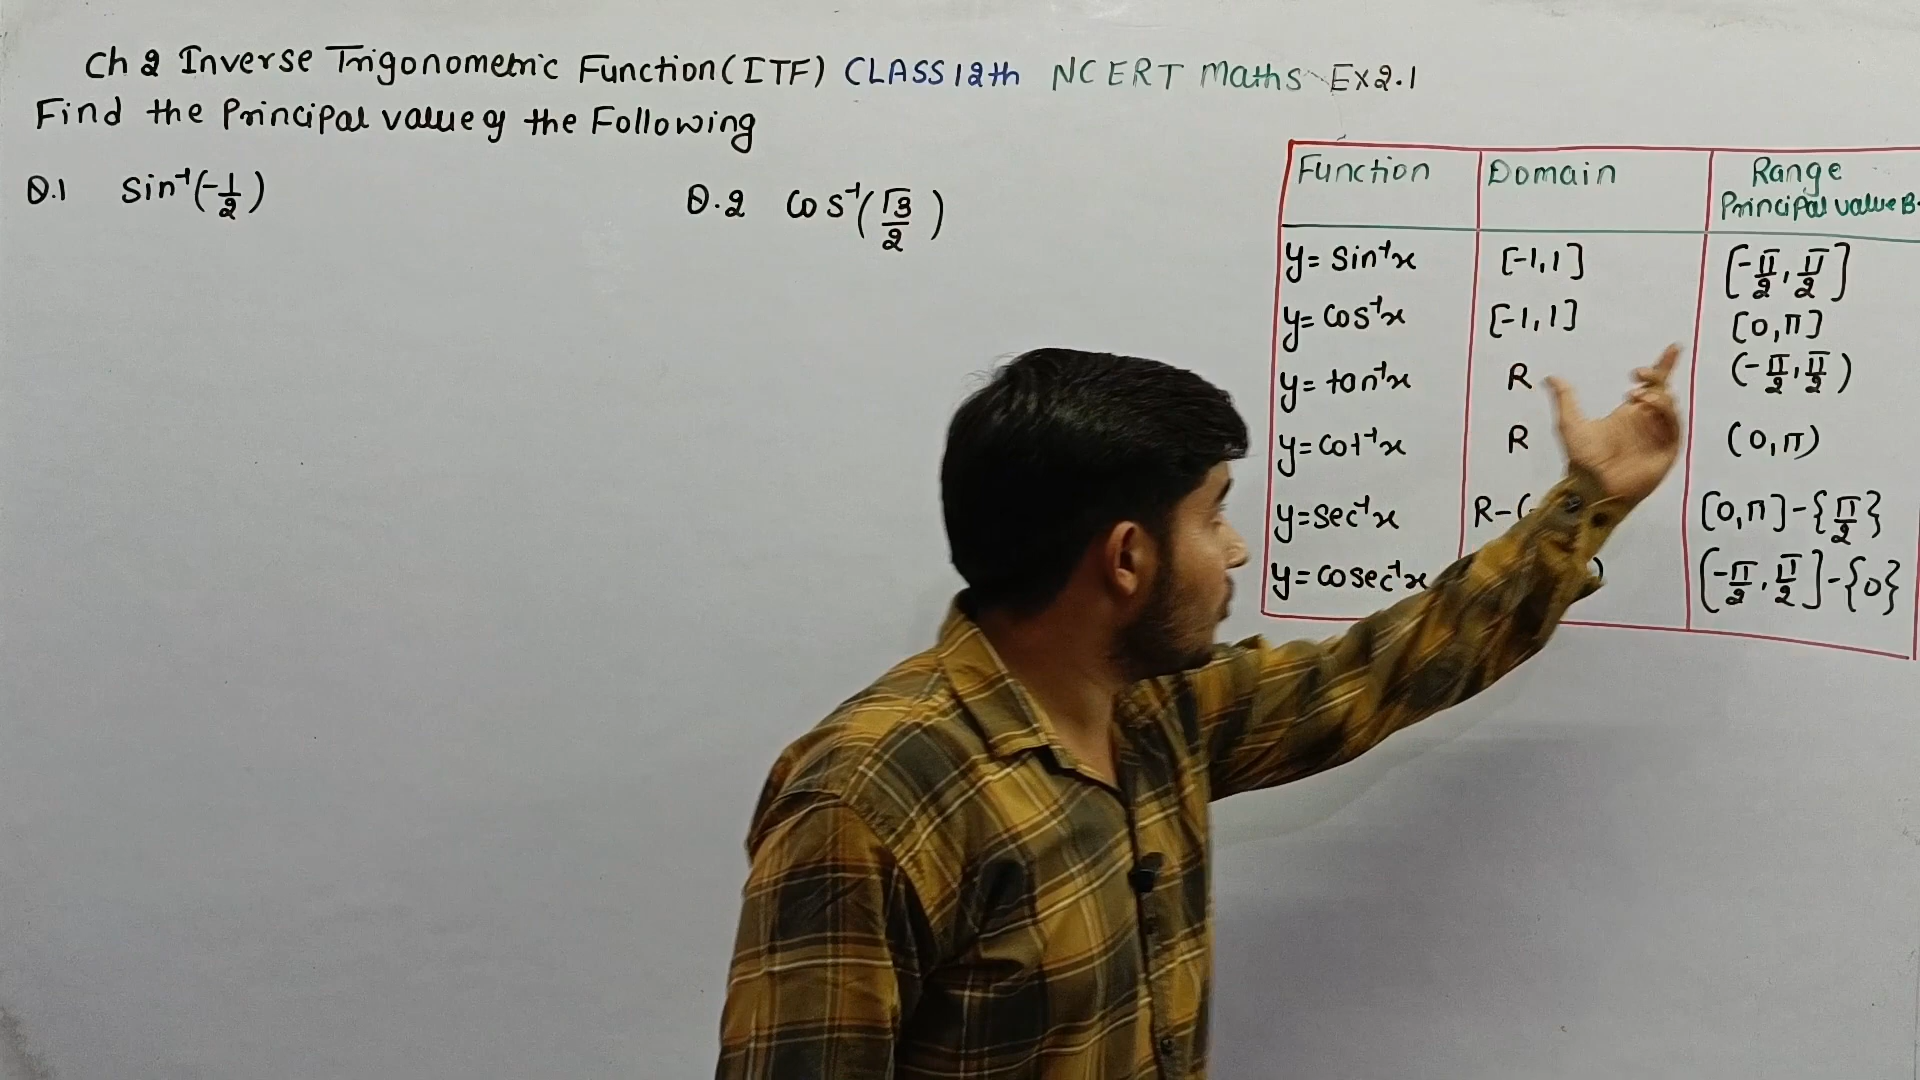 Ch 2 Inverse Trigonometric Function (ITF) CLASS 12th NCERT Maths Ex 2.1
Find the Principal value of the Following
Q.1 sin⁻¹(-1/2)
Q.2 cos⁻¹(√3/2)
Function Domain Range
Principal value B.
y= sin⁻¹x [-1,1] [-π/2, π/2]
y= cos⁻¹x [-1,1] [0,π]
y= tan⁻¹x R (-π/2, π/2)
y= cot⁻¹x R (0,π)
y= sec⁻¹x R-( [0,π]-{π/2}
y= cosec⁻¹x ) [-π/2, π/2]-{0}